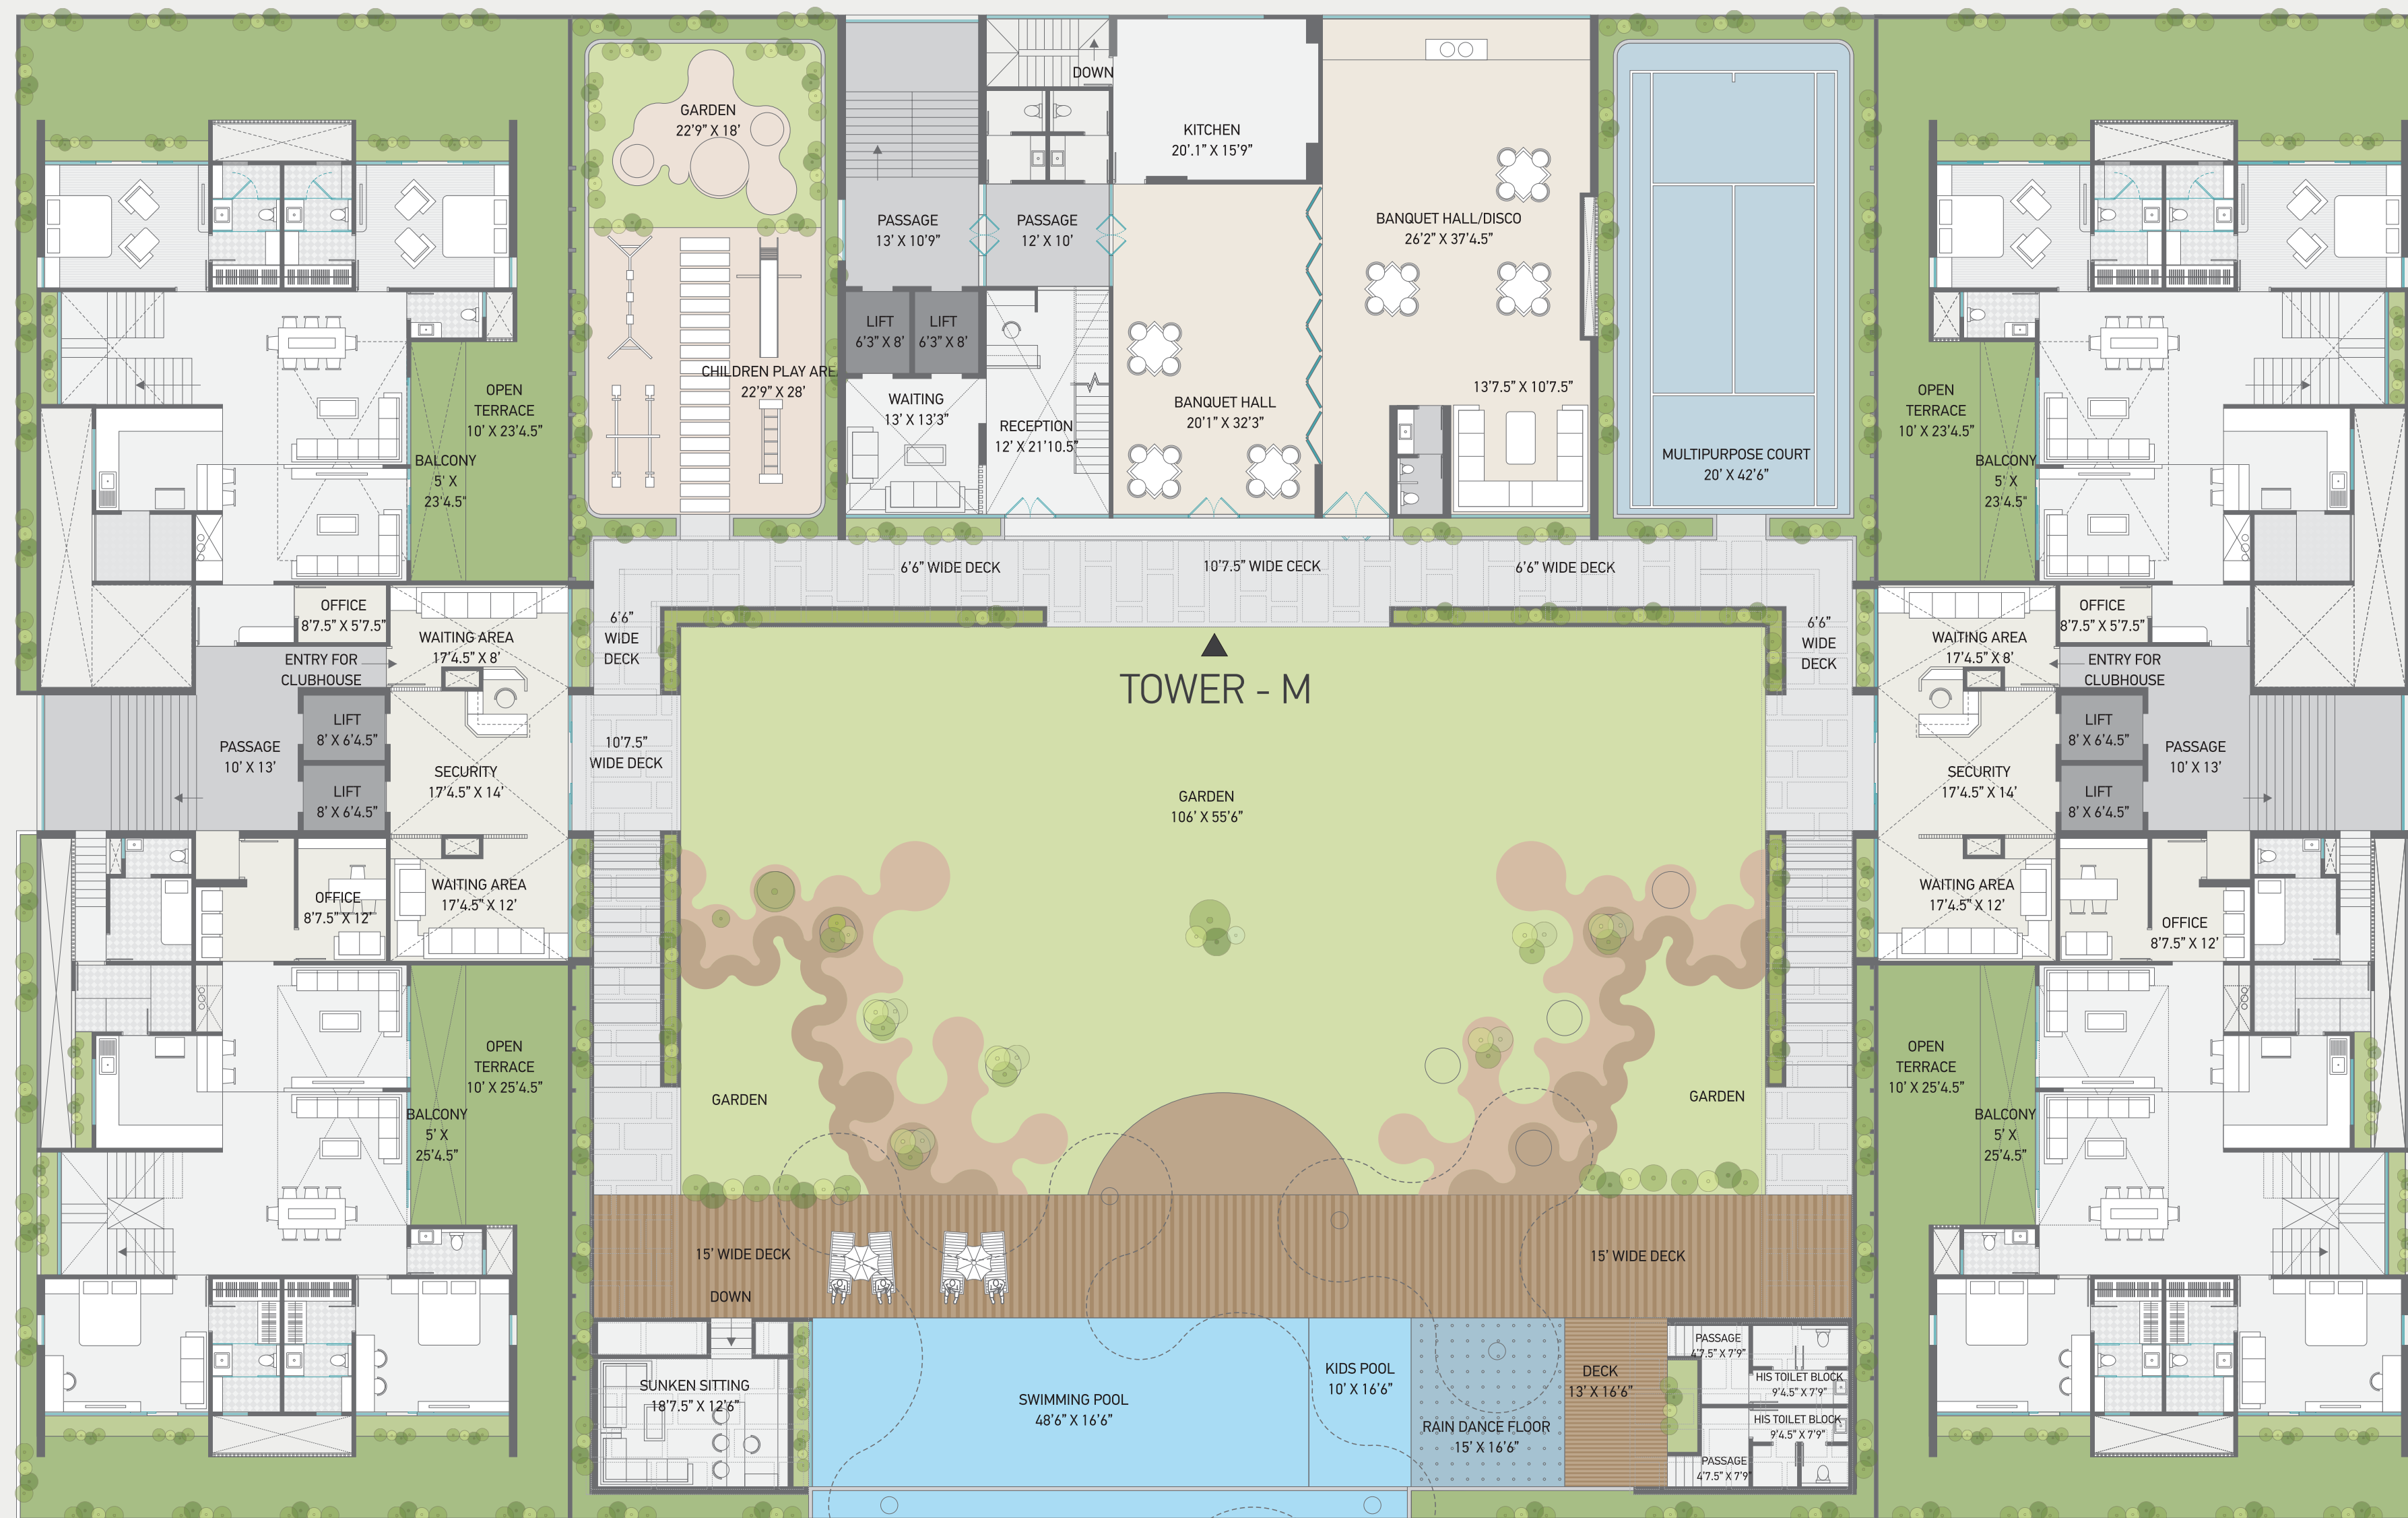 DOWN
KITCHEN
20'.1" X 15'9"
GARDEN
22'9" X 18'
PASSAGE
13' X 10'9"
PASSAGE
12' X 10'
BANQUET HALL/DISCO
26'2" X 37'4.5"
LIFT
6'3" X 8'
LIFT
6'3" X 8'
CHILDREN PLAY ARE
22'9" X 28'
WAITING
13' X 13'3"
RECEPTION
12' X 21'10.5"
BANQUET HALL
20'1" X 32'3"
13'7.5" X 10'7.5"
MULTIPURPOSE COURT
20' X 42'6"
OPEN
TERRACE
10' X 23'4.5"
BALCONY
5' X
23'4.5"
OPEN
TERRACE
10' X 23'4.5"
BALCONY
5' X
23'4.5"
6'6" WIDE DECK
10'7.5" WIDE CECK
6'6" WIDE DECK
OFFICE
8'7.5" X 5'7.5"
WAITING AREA
17'4.5" X 8'
ENTRY FOR
CLUBHOUSE
6'6"
WIDE
DECK
TOWER - M
6'6"
WIDE
DECK
WAITING AREA
17'4.5" X 8'
OFFICE
8'7.5" X 5'7.5"
ENTRY FOR
CLUBHOUSE
PASSAGE
10' X 13'
LIFT
8' X 6'4.5"
LIFT
8' X 6'4.5"
SECURITY
17'4.5" X 14'
10'7.5"
WIDE DECK
GARDEN
106' X 55'6"
SECURITY
17'4.5" X 14'
LIFT
8' X 6'4.5"
LIFT
8' X 6'4.5"
PASSAGE
10' X 13'
OFFICE
8'7.5" X 12'
WAITING AREA
17'4.5" X 12'
WAITING AREA
17'4.5" X 12'
OFFICE
8'7.5" X 12'
OPEN
TERRACE
10' X 25'4.5"
BALCONY
5' X
25'4.5"
GARDEN
GARDEN
OPEN
TERRACE
10' X 25'4.5"
BALCONY
5' X
25'4.5"
15' WIDE DECK
15' WIDE DECK
DOWN
SUNKEN SITTING
18'7.5" X 12'6"
SWIMMING POOL
48'6" X 16'6"
KIDS POOL
10' X 16'6"
RAIN DANCE FLOOR
15' X 16'6"
DECK
13' X 16'6"
PASSAGE
4'7.5" X 7'9"
HIS TOILET BLOCK
9'4.5" X 7'9"
HIS TOILET BLOCK
9'4.5" X 7'9"
PASSAGE
4'7.5" X 7'9"